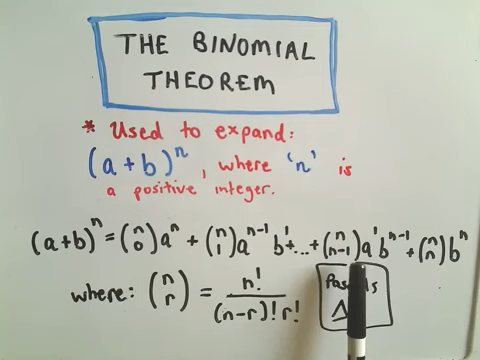 THE BINOMIAL
THEOREM
* Used to expand:
(a+b)ⁿ, where 'n' is
a positive integer.
(a+b)ⁿ = (n 0)aⁿ + (n 1)aⁿ⁻¹b¹ + ... + (n n-1)a¹bⁿ⁻¹ + (n n)bⁿ
where: (n r) = n! / (n-r)! r!
Δ